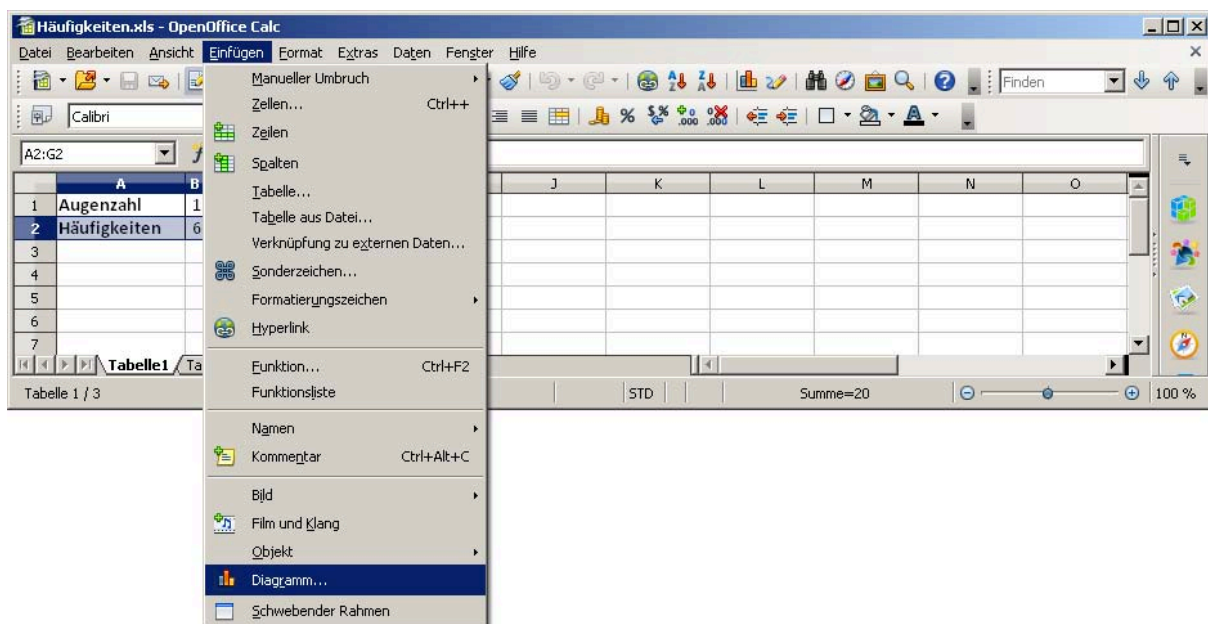 Häufigkeiten.xls - OpenOffice Calc
Datei Bearbeiten Ansicht Einfügen Format Extras Daten Fenster Hilfe
Finden
Calibri
%
A2:G2
A B J K L M N O
1 Augenzahl 1
2 Häufigkeiten 6
3
4
5
6
7
Tabelle1 Ta
Tabelle 1 / 3 STD Summe=20 100 %
Manueller Umbruch
Zellen... Ctrl++
Zeilen
Spalten
Tabelle...
Tabelle aus Datei...
Verknüpfung zu externen Daten...
Sonderzeichen...
Formatierungszeichen
Hyperlink
Funktion... Ctrl+F2
Funktionsliste
Namen
Kommentar Ctrl+Alt+C
Bild
Film und Klang
Objekt
Diagramm...
Schwebender Rahmen